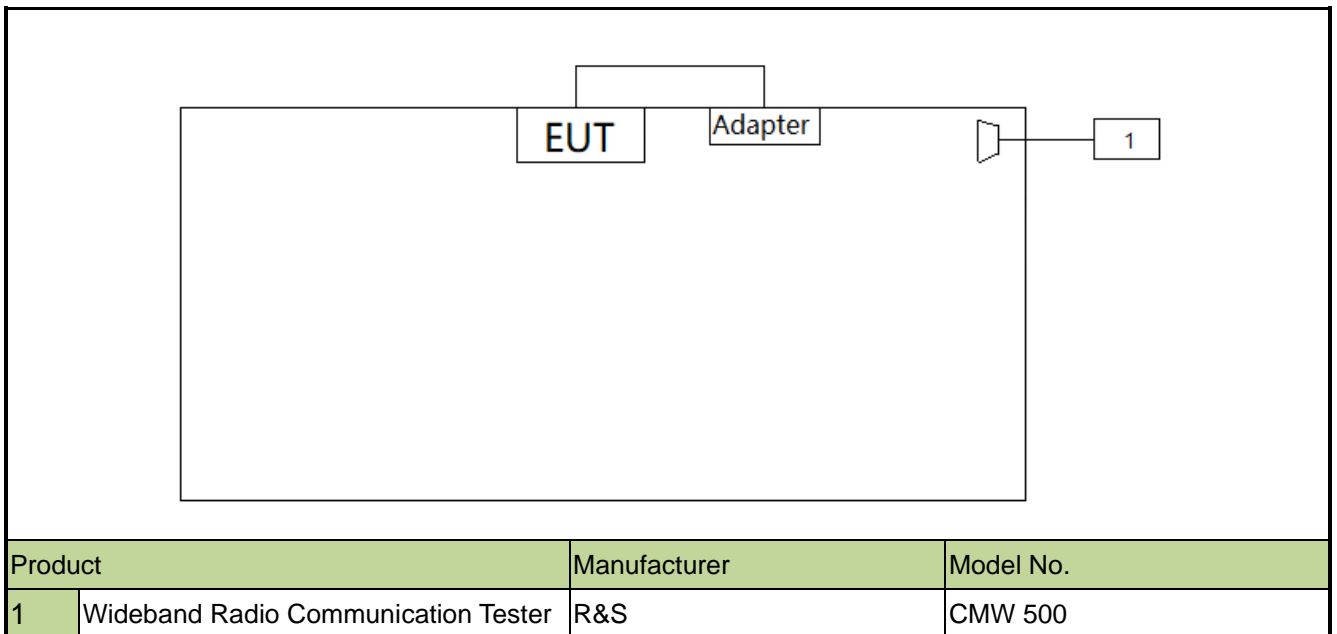 EUT
Adapter
1
Product Manufacturer Model No.
1 Wideband Radio Communication Tester R&S CMW 500